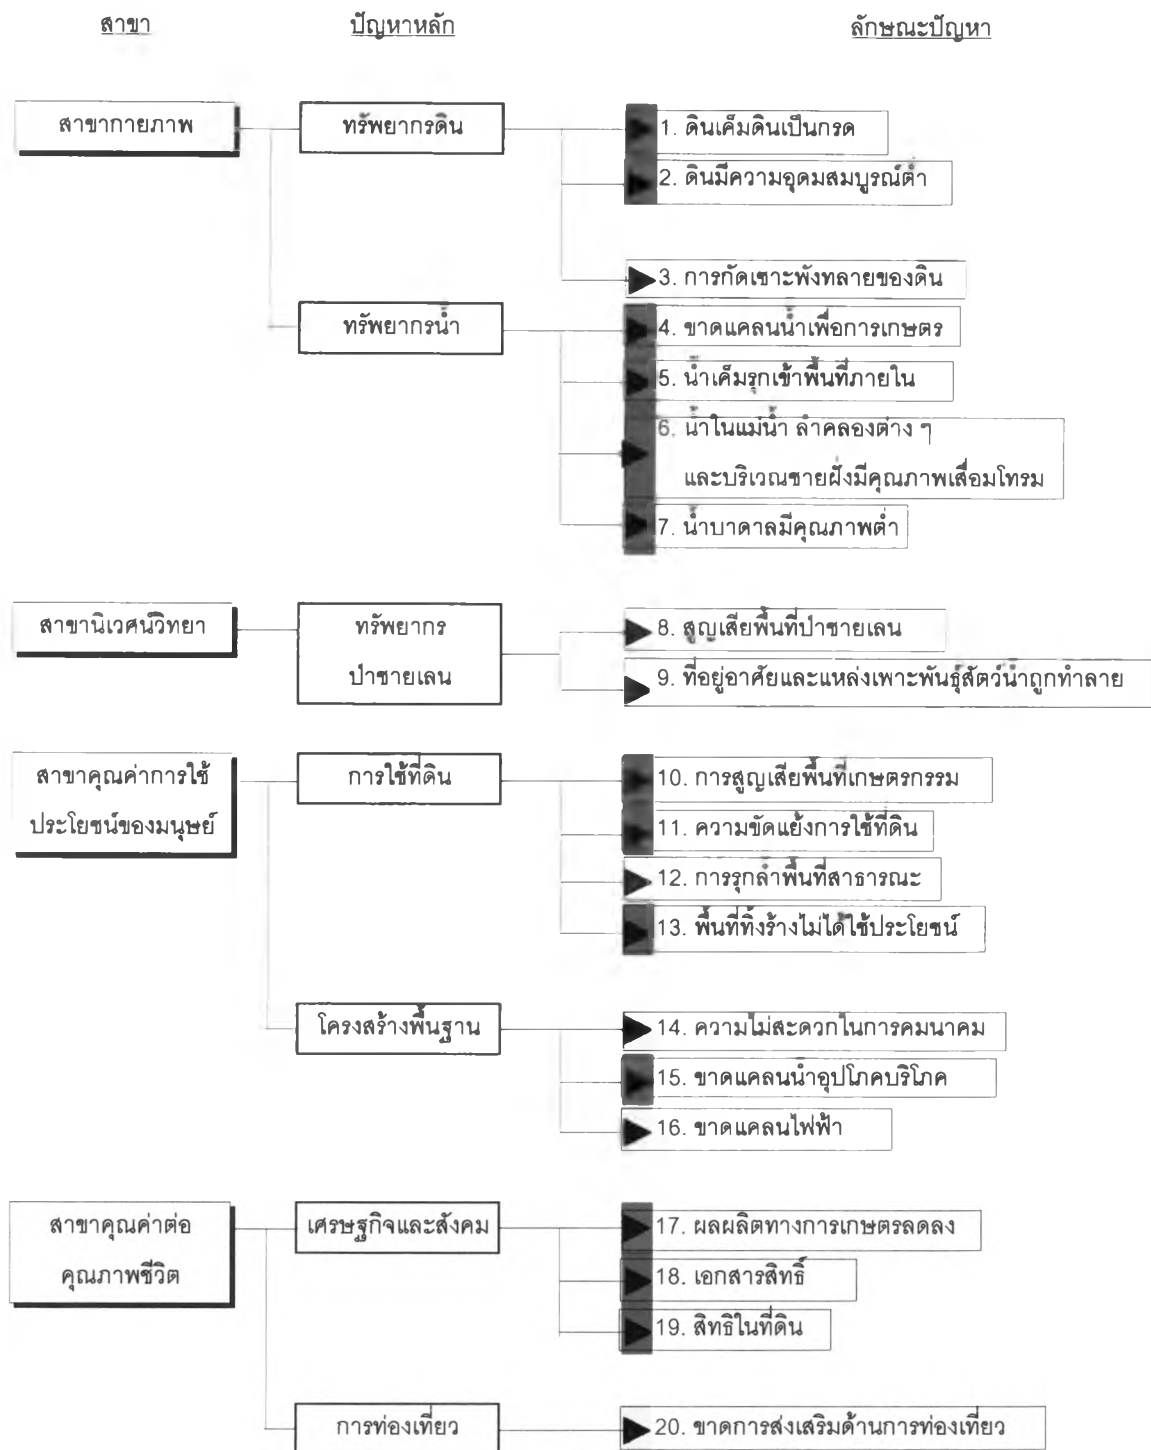 สาขา ปัญหาหลัก ลักษณะปัญหา
สาขากายภาพ ทรัพยากรดิน 1. ดินเค็มดินเป็นกรด
2. ดินมีความอุดมสมบูรณ์ต่ำ
3. การกัดเซาะพังทลายของดิน
ทรัพยากรน้ำ 4. ขาดแคลนน้ำเพื่อการเกษตร
5. น้ำเค็มรุกเข้าพื้นที่ภายใน
6. น้ำในแม่น้ำ ลำคลองต่าง ๆ
และบริเวณชายฝั่งมีคุณภาพเสื่อมโทรม
7. น้ำบาดาลมีคุณภาพต่ำ
สาขานิเวศน์วิทยา ทรัพยากร 8. สูญเสียพื้นที่ป่าชายเลน
ป่าชายเลน 9. ที่อยู่อาศัยและแหล่งเพาะพันธุ์สัตว์น้ำถูกทำลาย
สาขาคุณค่าการใช้ การใช้ที่ดิน 10. การสูญเสียพื้นที่เกษตรกรรม
ประโยชน์ของมนุษย์ 11. ความขัดแย้งการใช้ที่ดิน
12. การรุกล้ำพื้นที่สาธารณะ
13. พื้นที่ทิ้งร้างไม่ได้ใช้ประโยชน์
โครงสร้างพื้นฐาน 14. ความไม่สะดวกในการคมนาคม
15. ขาดแคลนน้ำอุปโภคบริโภค
16. ขาดแคลนไฟฟ้า
สาขาคุณค่าต่อ เศรษฐกิจและสังคม 17. ผลผลิตทางการเกษตรลดลง
คุณภาพชีวิต 18. เอกสารสิทธิ์
19. สิทธิในที่ดิน
การท่องเที่ยว 20. ขาดการส่งเสริมด้านการท่องเที่ยว